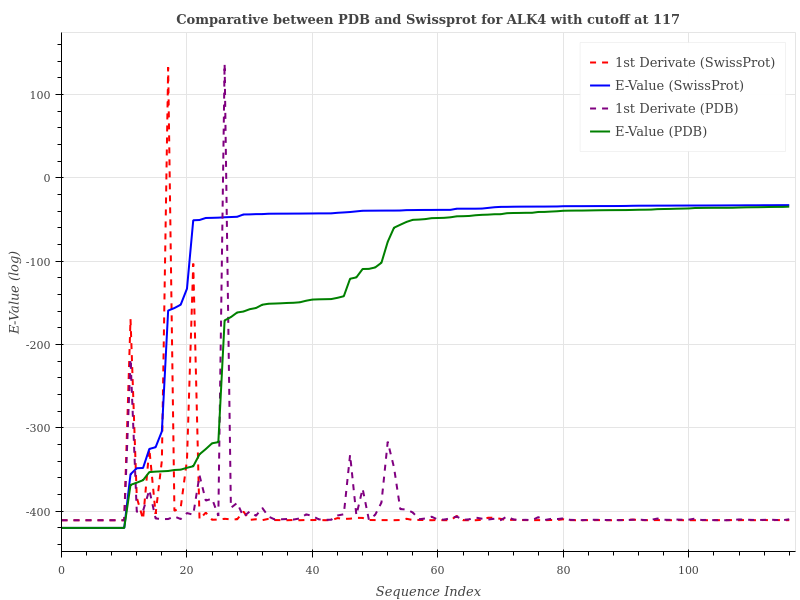 Comparative between PDB and Swissprot for ALK4 with cutoff at 117
1st Derivate (SwissProt)
E-Value (SwissProt)
1st Derivate (PDB)
E-Value (PDB)
E-Value (log)
100
0
-100
-200
-300
-400
0 20 40 60 80 100
Sequence Index